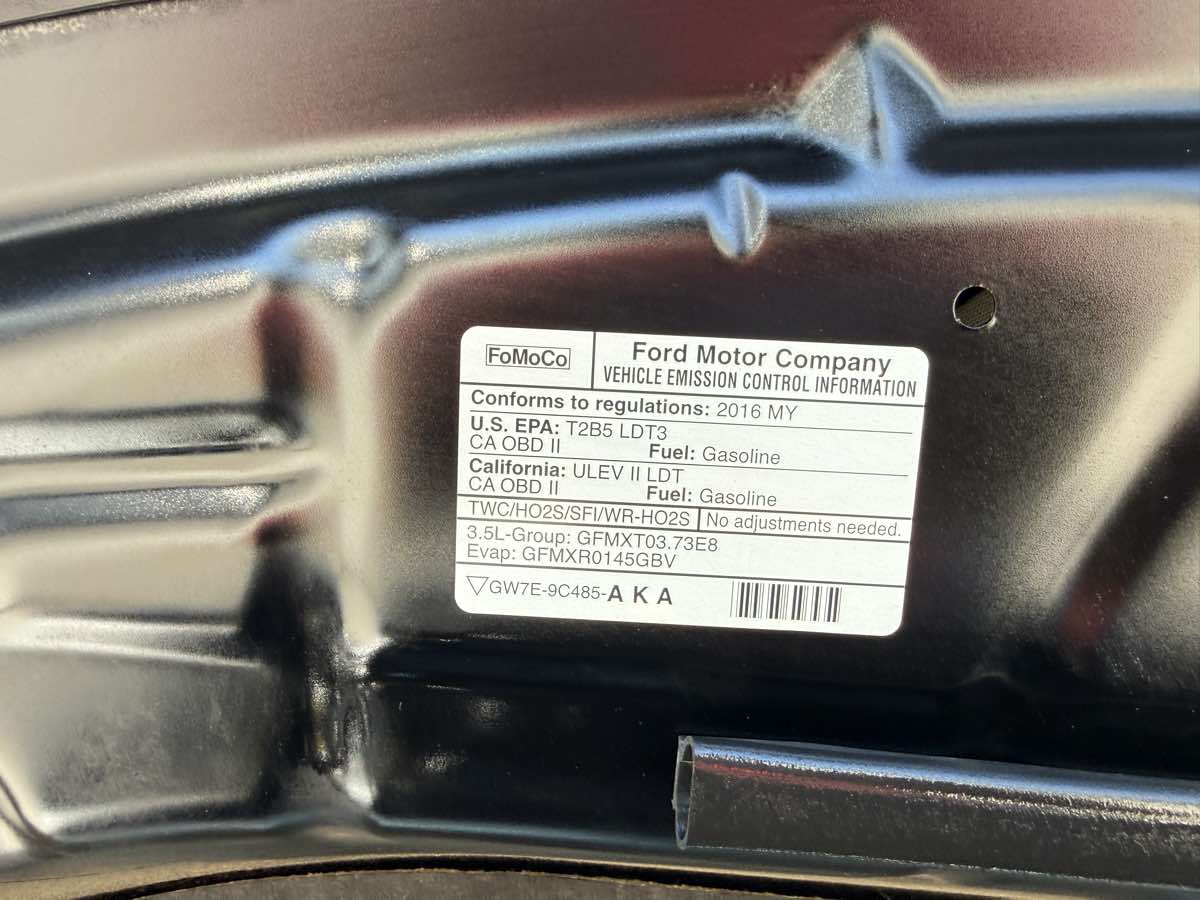 FoMoCo
Ford Motor Company
VEHICLE EMISSION CONTROL INFORMATION
Conforms to regulations: 2016 MY
U.S. EPA: T2B5 LDT3
CA OBD II Fuel: Gasoline
California: ULEV II LDT
CA OBD II Fuel: Gasoline
TWC/HO2S/SFI/WR-HO2S No adjustments needed.
3.5L-Group: GFMXT03.73E8
Evap: GFMXR0145GBV
GW7E-9C485-A K A